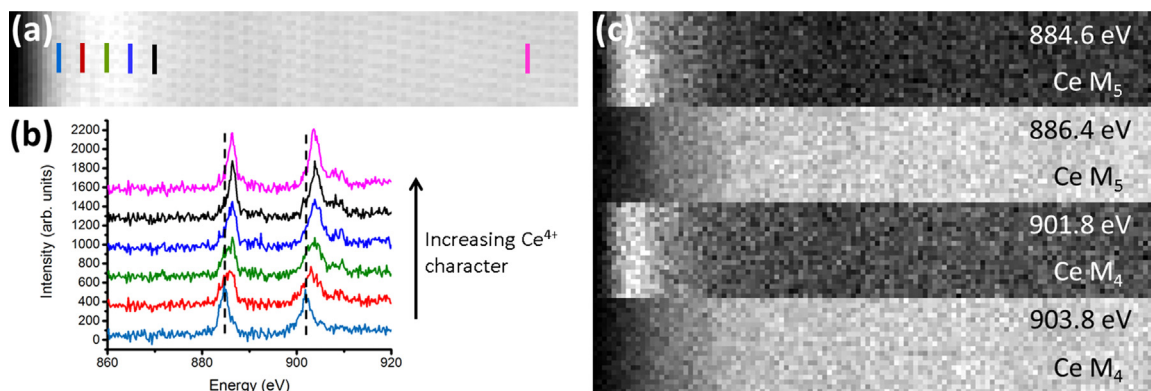 (a)
(b)
Intensity (arb. units)
2200
2000
1800
1600
1400
1200
1000
800
600
400
200
0
860
880
900
920
Energy (eV)
Increasing Ce⁴⁺
character
(c)
884.6 eV
Ce M₅
886.4 eV
Ce M₅
901.8 eV
Ce M₄
903.8 eV
Ce M₄